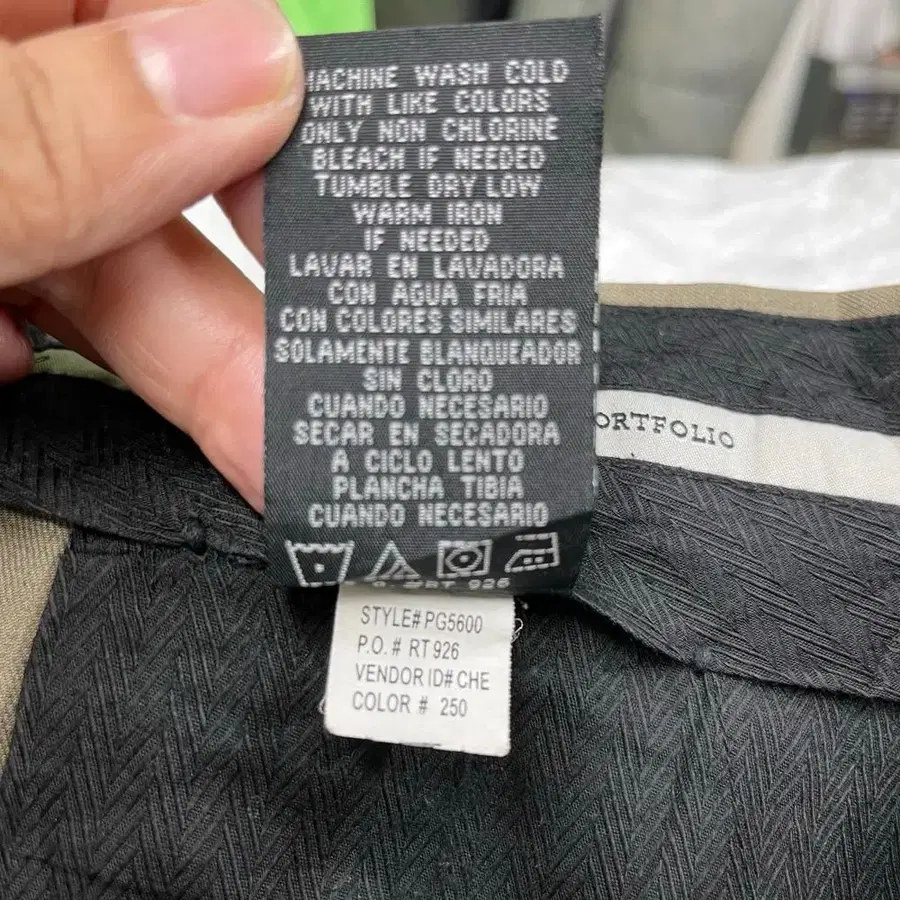 MACHINE WASH COLD
WITH LIKE COLORS
ONLY NON CHLORINE
BLEACH IF NEEDED
TUMBLE DRY LOW
WARM IRON
IF NEEDED
LAVAR EN LAVADORA
CON AGUA FRIA
CON COLORES SIMILARES
SOLAMENTE BLANQUEADOR
SIN CLORO
CUANDO NECESARIO
SECAR EN SECADORA
A CICLO LENTO
PLANCHA TIBIA
CUANDO NECESARIO
926
STYLE# PG5600
P.O. # RT 926
VENDOR ID# CHE
COLOR # 250
ORTFOLIO